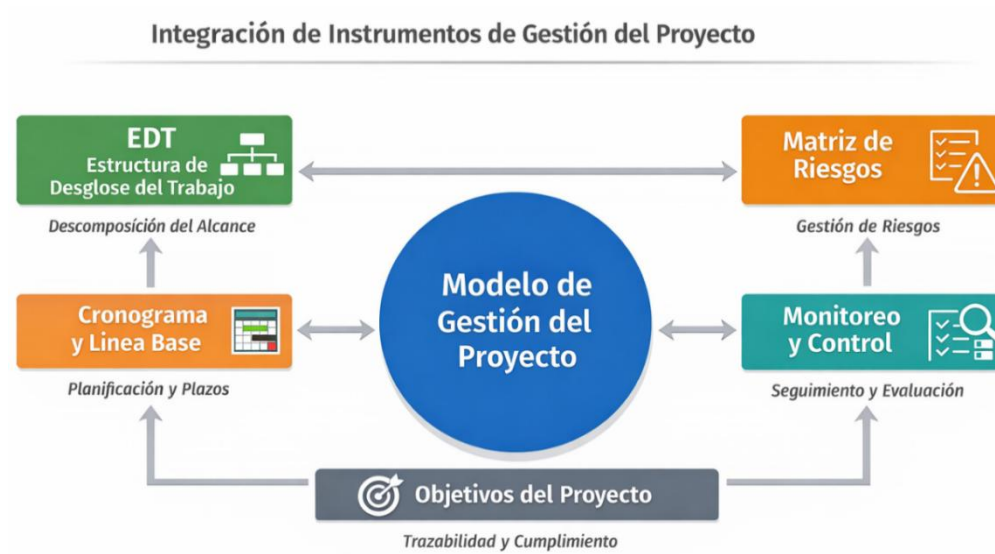 Integración de Instrumentos de Gestión del Proyecto
EDT
Estructura de
Desglose del Trabajo
Descomposición del Alcance
Matriz de
Riesgos
Gestión de Riesgos
Modelo de
Gestión del
Proyecto
Cronograma
y Linea Base
Planificación y Plazos
Monitoreo
y Control
Seguimiento y Evaluación
Objetivos del Proyecto
Trazabilidad y Cumplimiento